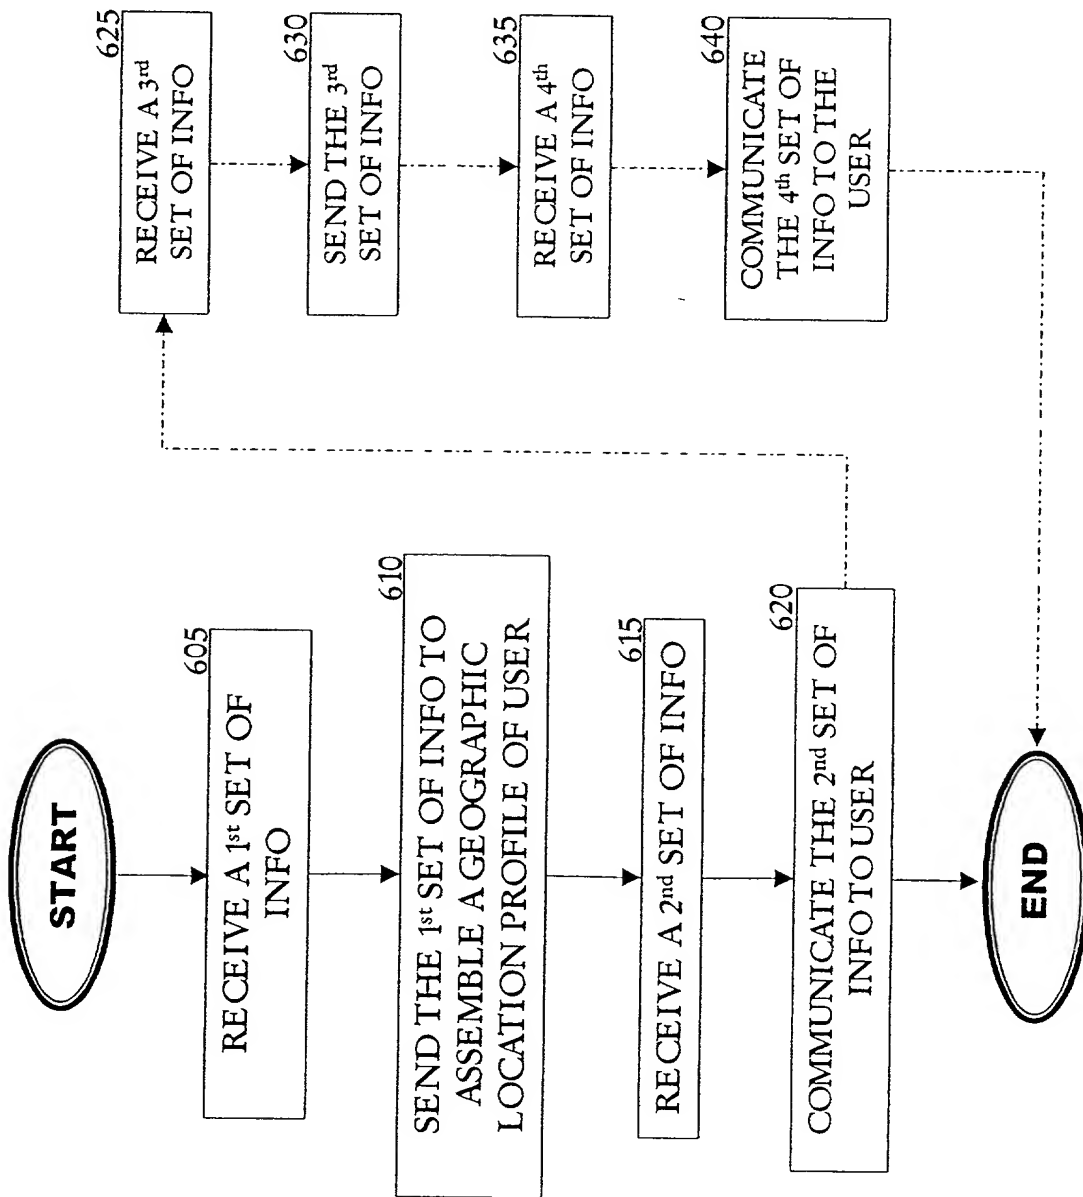 START
605
RECEIVE A 1st SET OF
INFO
610
SEND THE 1st SET OF INFO TO
ASSEMBLE A GEOGRAPHIC
LOCATION PROFILE OF USER
615
RECEIVE A 2nd SET OF INFO
620
COMMUNICATE THE 2nd SET OF
INFO TO USER
END
625
RECEIVE A 3rd
SET OF INFO
630
SEND THE 3rd
SET OF INFO
635
RECEIVE A 4th
SET OF INFO
640
COMMUNICATE
THE 4th SET OF
INFO TO THE
USER